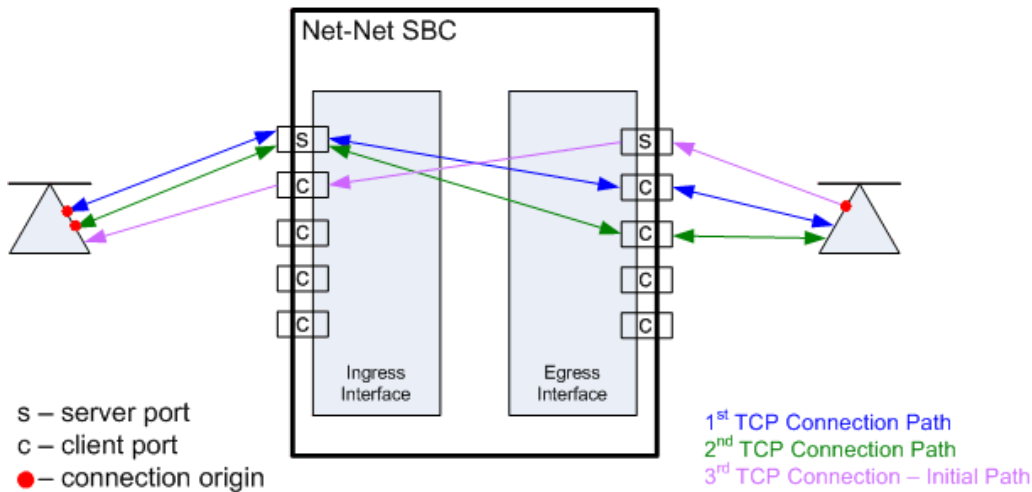 Net-Net SBC
S
S
C
C
C
C
C
C
C
C
Ingress
Interface
Egress
Interface
s – server port
c – client port
– connection origin
1st TCP Connection Path
2nd TCP Connection Path
3rd TCP Connection – Initial Path